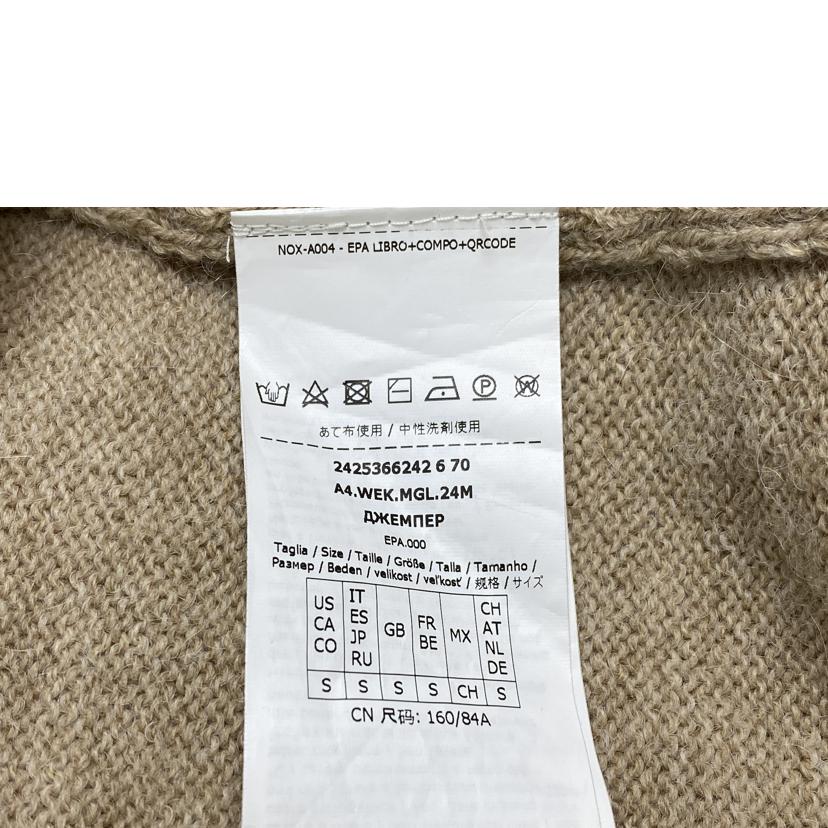 NOX-A004 - EPA LIBRO+COMPO+QRCODE
あて布使用 / 中性洗剤使用
2425366242 6 70
A4.WEK.MGL.24M
ДЖЕМПЕР
EPA.000
Taglia / Size / Taille / Größe / Talla / Tamanho /
Размер / Beden / velikost / veľkosť / 规格 / サイズ
US CA CO
IT ES JP RU
GB
FR BE
MX
CH AT NL DE
S S S S CH S
CN 尺码: 160/84A